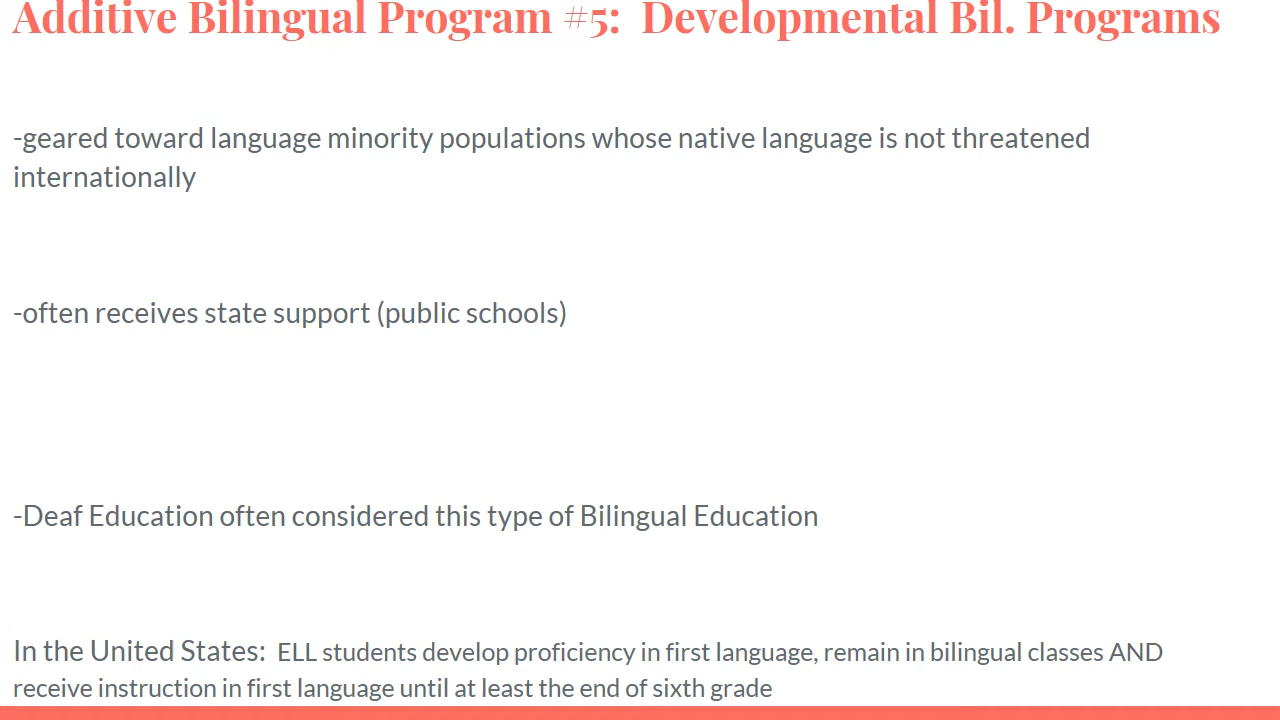 Additive Bilingual Program #5:  Developmental Bil. Programs
-geared toward language minority populations whose native language is not threatened
internationally
-often receives state support (public schools)
-Deaf Education often considered this type of Bilingual Education
In the United States:  ELL students develop proficiency in first language, remain in bilingual classes AND
receive instruction in first language until at least the end of sixth grade